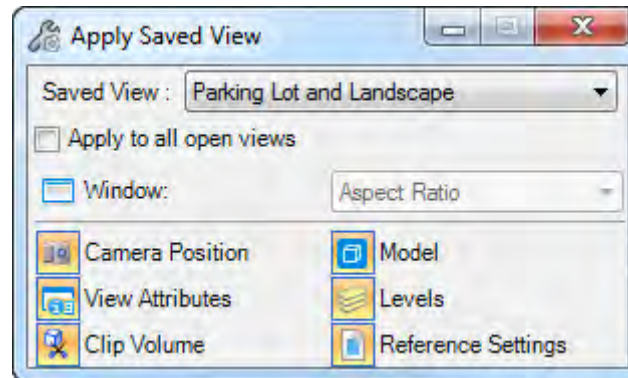 Apply Saved View
Saved View : Parking Lot and Landscape
Apply to all open views
Window: Aspect Ratio
Camera Position Model
View Attributes Levels
Clip Volume Reference Settings